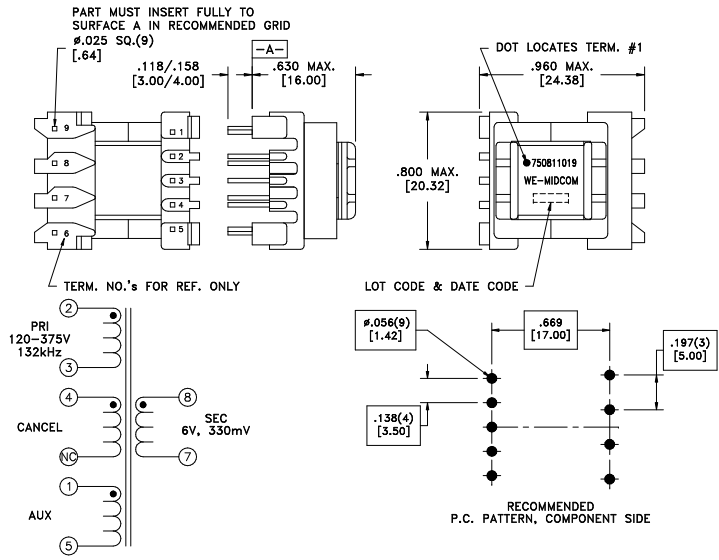 PART MUST INSERT FULLY TO
SURFACE A IN RECOMMENDED GRID
ø.025 SQ.(9)
[.64]
.118/.158
[3.00/4.00]
-A-
.630 MAX.
[16.00]
DOT LOCATES TERM. #1
.960 MAX.
[24.38]
9
8
7
6
1
2
3
4
5
.800 MAX.
[20.32]
750811019
WE-MIDCOM
TERM. NO.'s FOR REF. ONLY
LOT CODE & DATE CODE
2
PRI
120-375V
132kHz
3
4
CANCEL
NC
8
SEC
6V, 330mV
7
1
AUX
5
ø.056(9)
[1.42]
.669
[17.00]
.197(3)
[5.00]
.138(4)
[3.50]
RECOMMENDED
P.C. PATTERN, COMPONENT SIDE